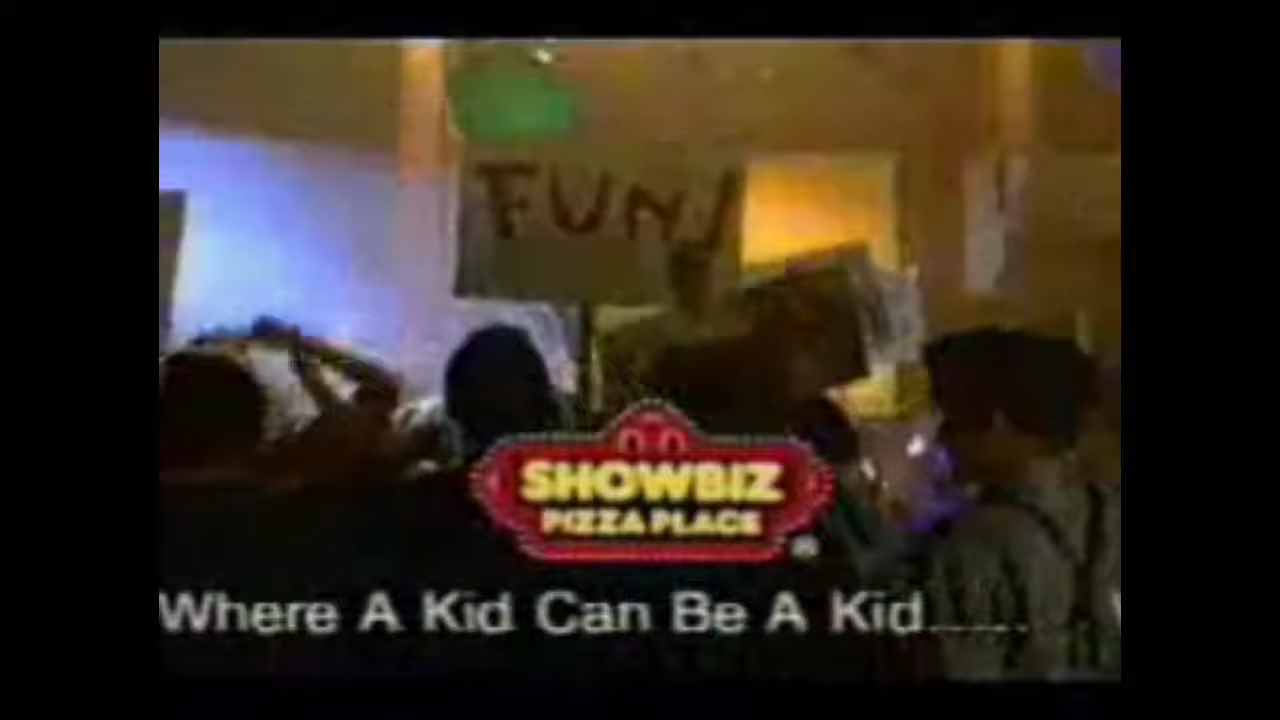 FUN!
SHOWBIZ
PIZZA PLACE
®
Where A Kid Can Be A Kid......